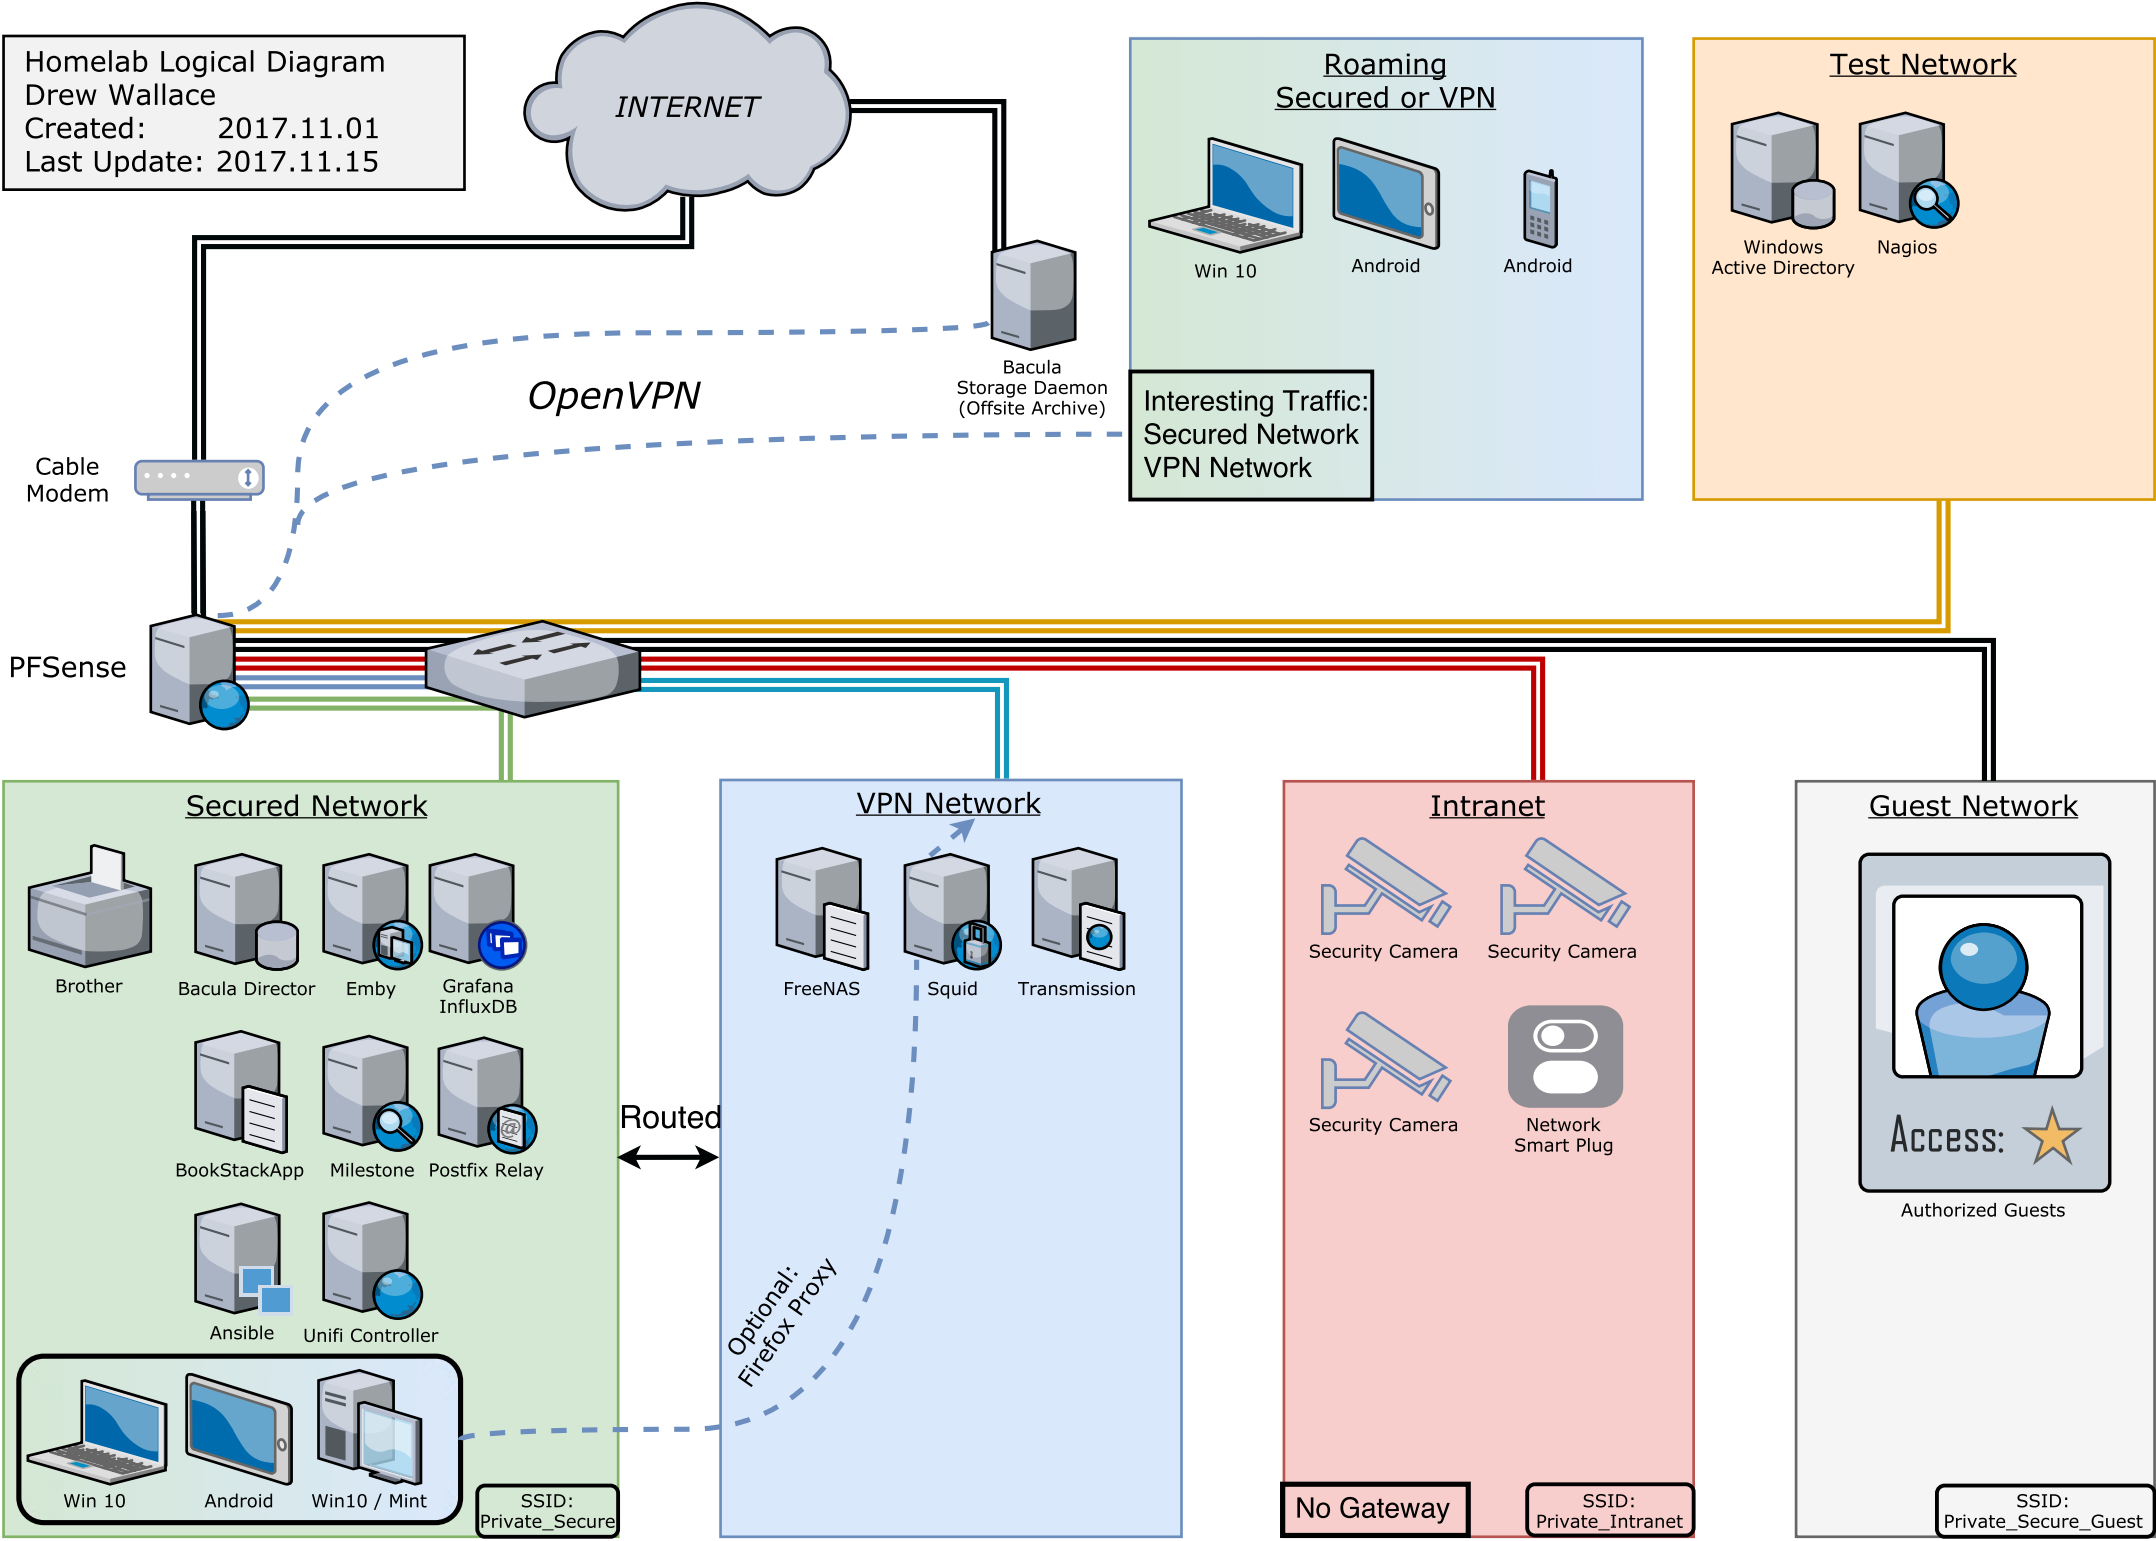 Homelab Logical Diagram
Drew Wallace
Created: 2017.11.01
Last Update: 2017.11.15
INTERNET
Roaming
Secured or VPN
Win 10
Android
Android
Interesting Traffic:
Secured Network
VPN Network
Test Network
Windows
Active Directory
Nagios
Bacula
Storage Daemon
(Offsite Archive)
OpenVPN
Cable
Modem
PFSense
Secured Network
Brother
Bacula Director
Emby
Grafana
InfluxDB
BookStackApp
Milestone
@
Postfix Relay
Ansible
Unifi Controller
Win 10
Android
Win10 / Mint
SSID:
Private_Secure
Routed
VPN Network
FreeNAS
Squid
Transmission
Optional:
Firefox Proxy
Intranet
Security Camera
Security Camera
Security Camera
Network
Smart Plug
No Gateway
SSID:
Private_Intranet
Guest Network
Access:
Authorized Guests
SSID:
Private_Secure_Guest